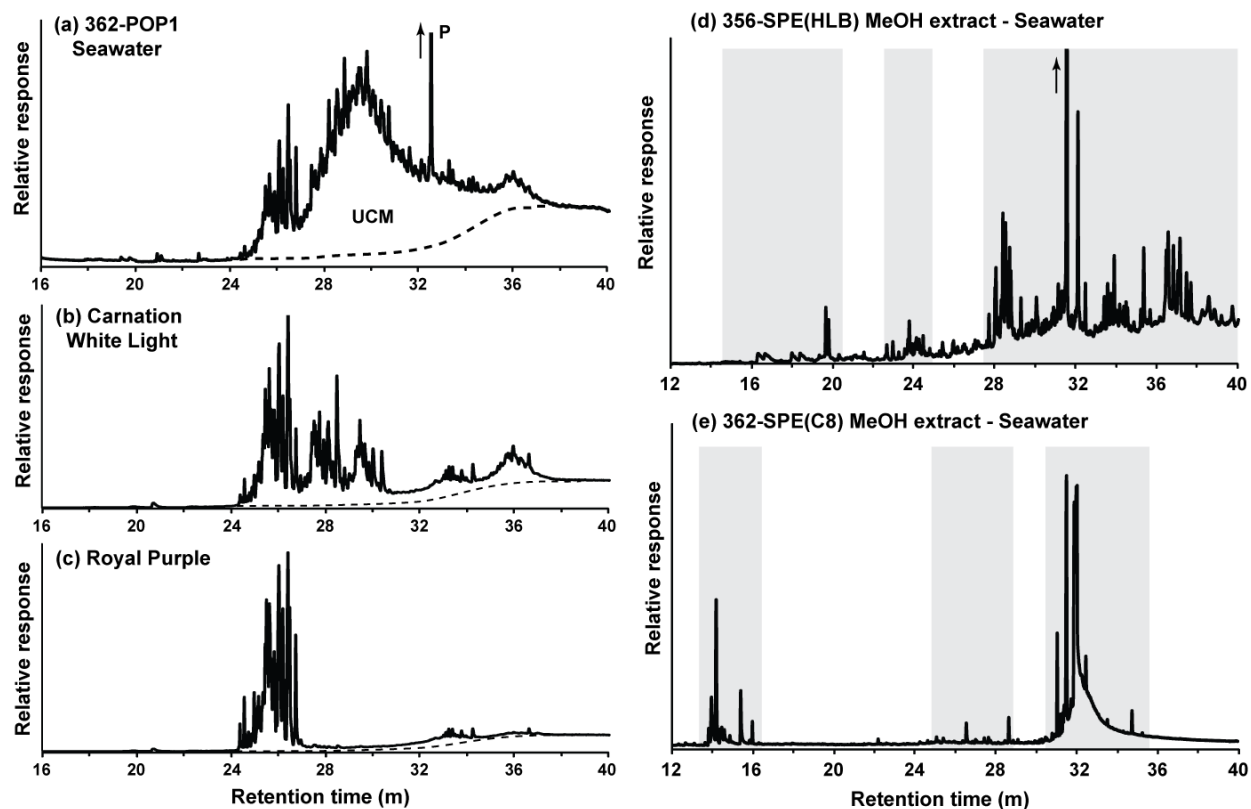 (a) 362-POP1
Seawater
P
UCM
Relative response
16 20 24 28 32 36 40
(b) Carnation
White Light
Relative response
16 20 24 28 32 36 40
(c) Royal Purple
Relative response
16 20 24 28 32 36 40
Retention time (m)
(d) 356-SPE(HLB) MeOH extract - Seawater
Relative response
12 16 20 24 28 32 36 40
(e) 362-SPE(C8) MeOH extract - Seawater
Relative response
12 16 20 24 28 32 36 40
Retention time (m)